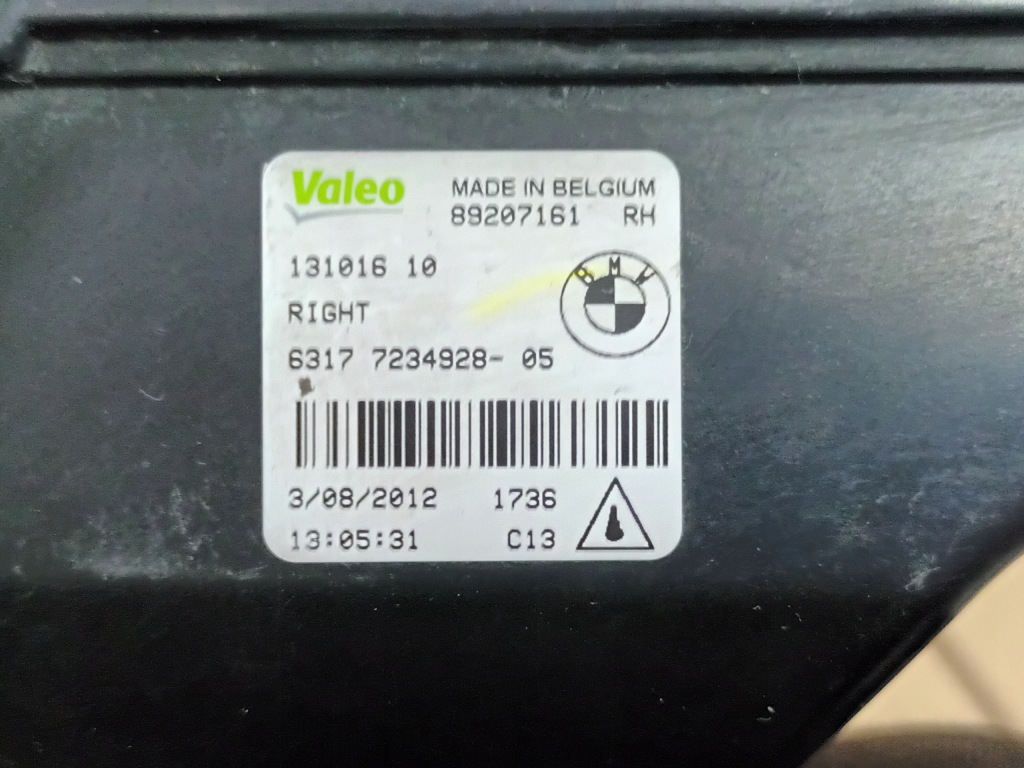 Valeo
MADE IN BELGIUM
89207161 RH
131016 10
BMW
RIGHT
6317 7234928- 05
3/08/2012 1736
13:05:31 C13